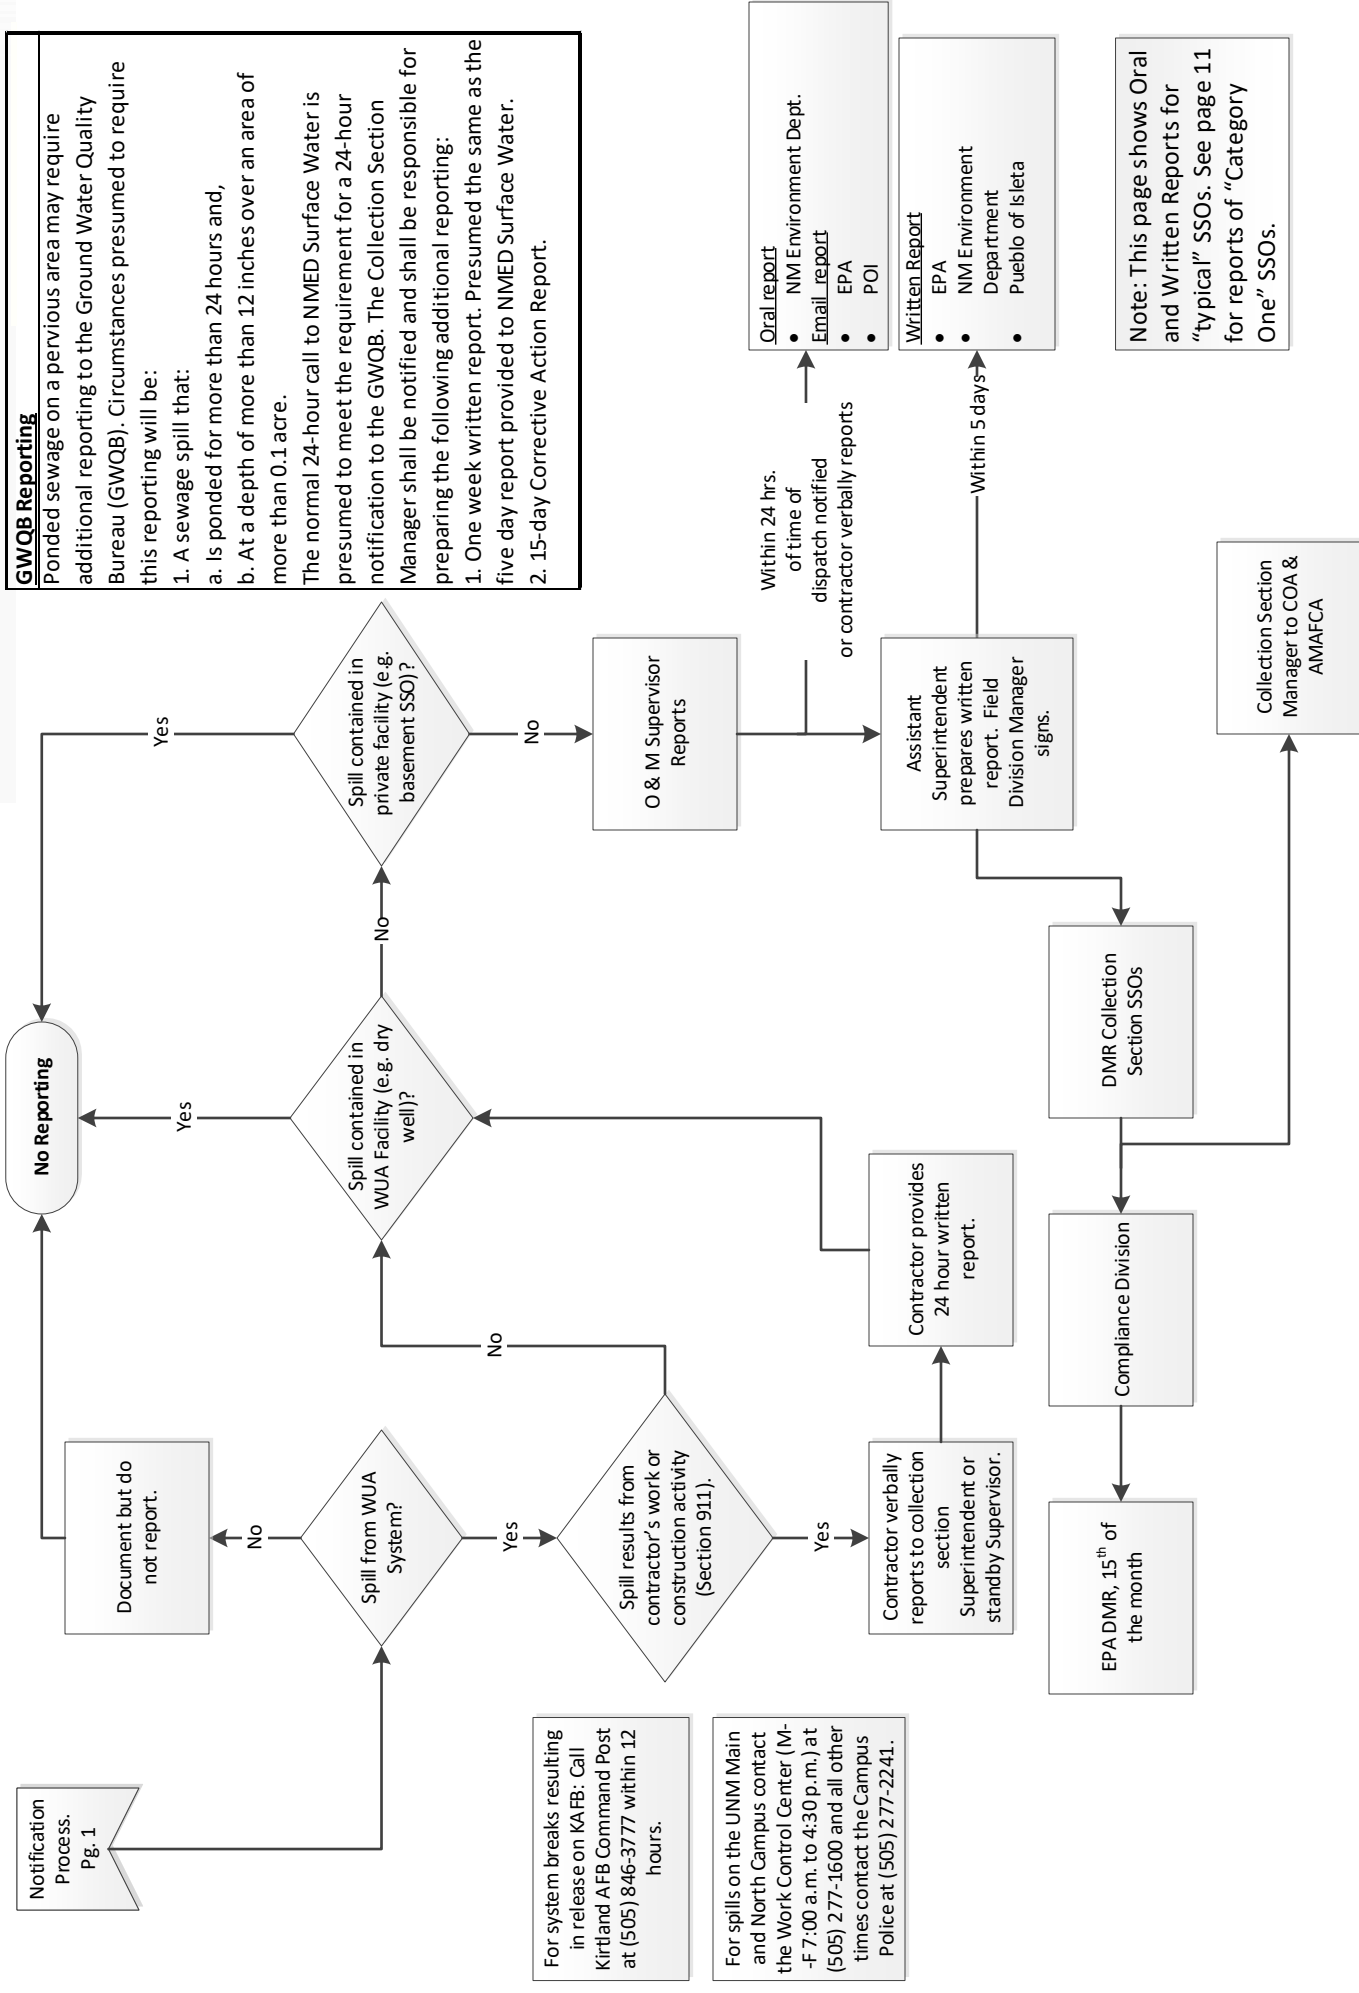 Notification
Process.
Pg. 1
For system breaks resulting
in release on KAFB: Call
Kirtland AFB Command Post
at (505) 846-3777 within 12
hours.
For spills on the UNM Main
and North Campus contact
the Work Control Center (M-
-F 7:00 a.m. to 4:30 p.m.) at
(505) 277-1600 and all other
times contact the Campus
Police at (505) 277-2241.
Document but do
not report.
No
Spill from WUA
System?
Yes
Spill results from
contractor's work or
construction activity
(Section 911).
Yes
No
Contractor verbally
reports to collection
section
Superintendent or
standby Supervisor.
Contractor provides
24 hour written
report.
No Reporting
Yes
Spill contained in
WUA Facility (e.g. dry
well)?
No
Yes
Spill contained in
private facility (e.g.
basement SSO)?
No
O & M Supervisor
Reports
Within 24 hrs.
of time of
dispatch notified
or contractor verbally reports
Oral report
• NM Environment Dept.
Email report
• EPA
• POI
Assistant
Superintendent
prepares written
report. Field
Division Manager
signs.
Within 5 days
Written Report
• EPA
• NM Environment
Department
• Pueblo of Isleta
DMR Collection
Section SSOs
Compliance Division
EPA DMR, 15th of
the month
Collection Section
Manager to COA &
AMAFCA
GWQB Reporting
Ponded sewage on a pervious area may require
additional reporting to the Ground Water Quality
Bureau (GWQB). Circumstances presumed to require
this reporting will be:
1. A sewage spill that:
a. Is ponded for more than 24 hours and,
b. At a depth of more than 12 inches over an area of
more than 0.1 acre.
The normal 24-hour call to NMED Surface Water is
presumed to meet the requirement for a 24-hour
notification to the GWQB. The Collection Section
Manager shall be notified and shall be responsible for
preparing the following additional reporting:
1. One week written report. Presumed the same as the
five day report provided to NMED Surface Water.
2. 15-day Corrective Action Report.
Note: This page shows Oral
and Written Reports for
"typical" SSOs. See page 11
for reports of "Category
One" SSOs.